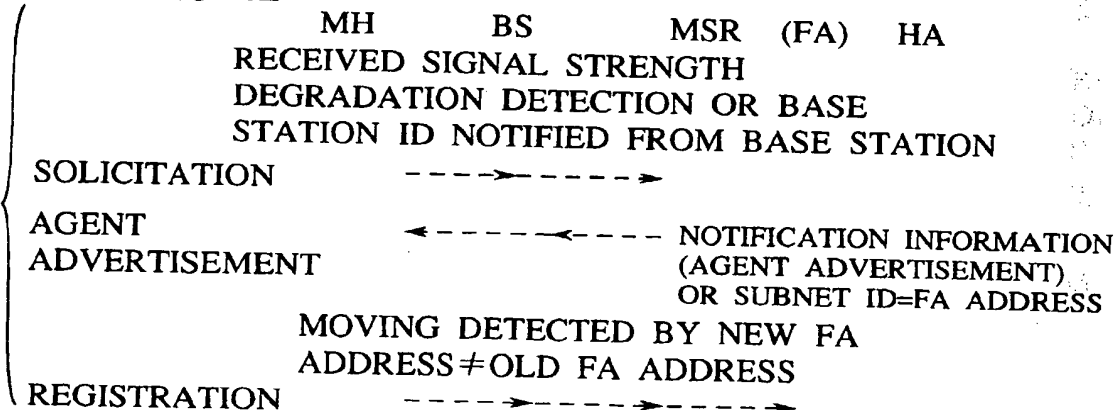 MH BS MSR (FA) HA
RECEIVED SIGNAL STRENGTH
DEGRADATION DETECTION OR BASE
STATION ID NOTIFIED FROM BASE STATION
SOLICITATION
AGENT
ADVERTISEMENT
NOTIFICATION INFORMATION
(AGENT ADVERTISEMENT)
OR SUBNET ID=FA ADDRESS
MOVING DETECTED BY NEW FA
ADDRESS≠OLD FA ADDRESS
REGISTRATION